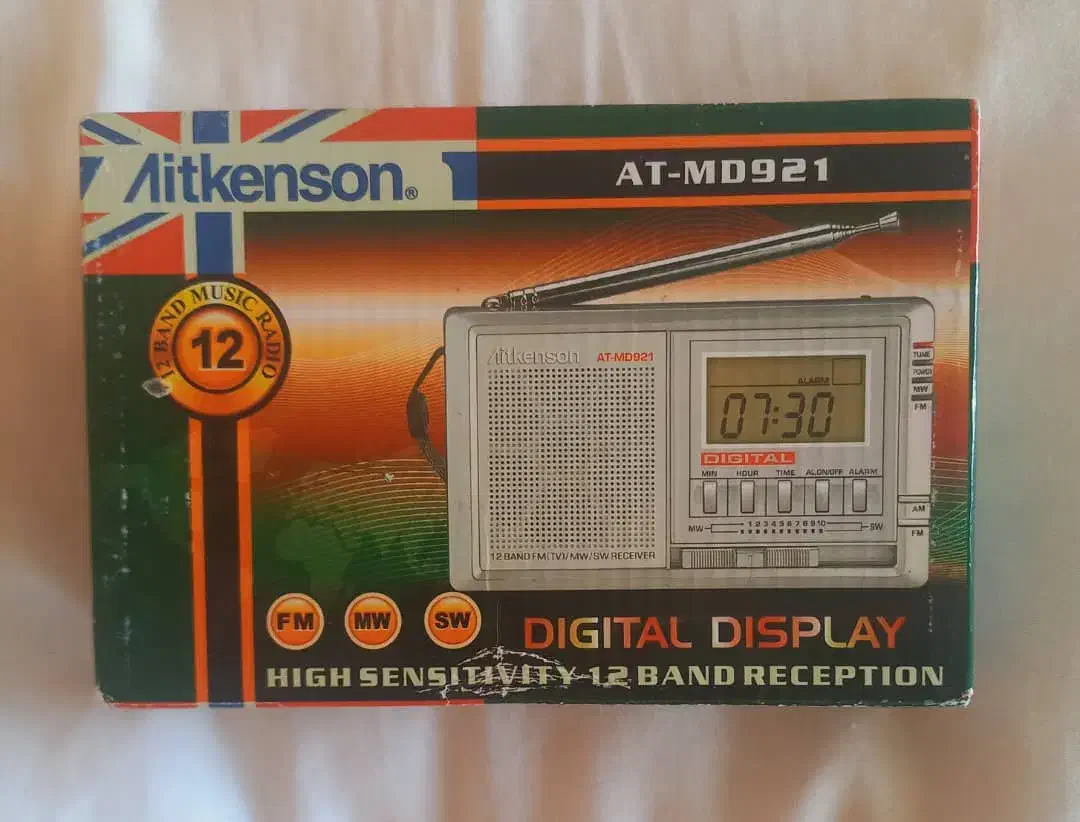 Aitkenson®
AT-MD921
12 BAND MUSIC RADIO
12
Aitkenson AT-MD921
ALARM
07:30
DIGITAL
MIN HOUR TIME AL.ON/OFF ALARM
MW 1 2 3 4 5 6 7 8 9 10 SW
12 BAND FM(TV)/MW/SW RECEIVER
TUNE
POWER
MW
FM
AM
FM
FM MW SW
DIGITAL DISPLAY
HIGH SENSITIVITY 12 BAND RECEPTION